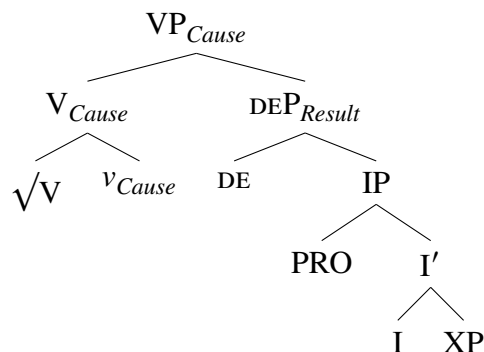 VP_Cause
V_Cause DEP_Result
√V v_Cause DE IP
PRO I′
I XP